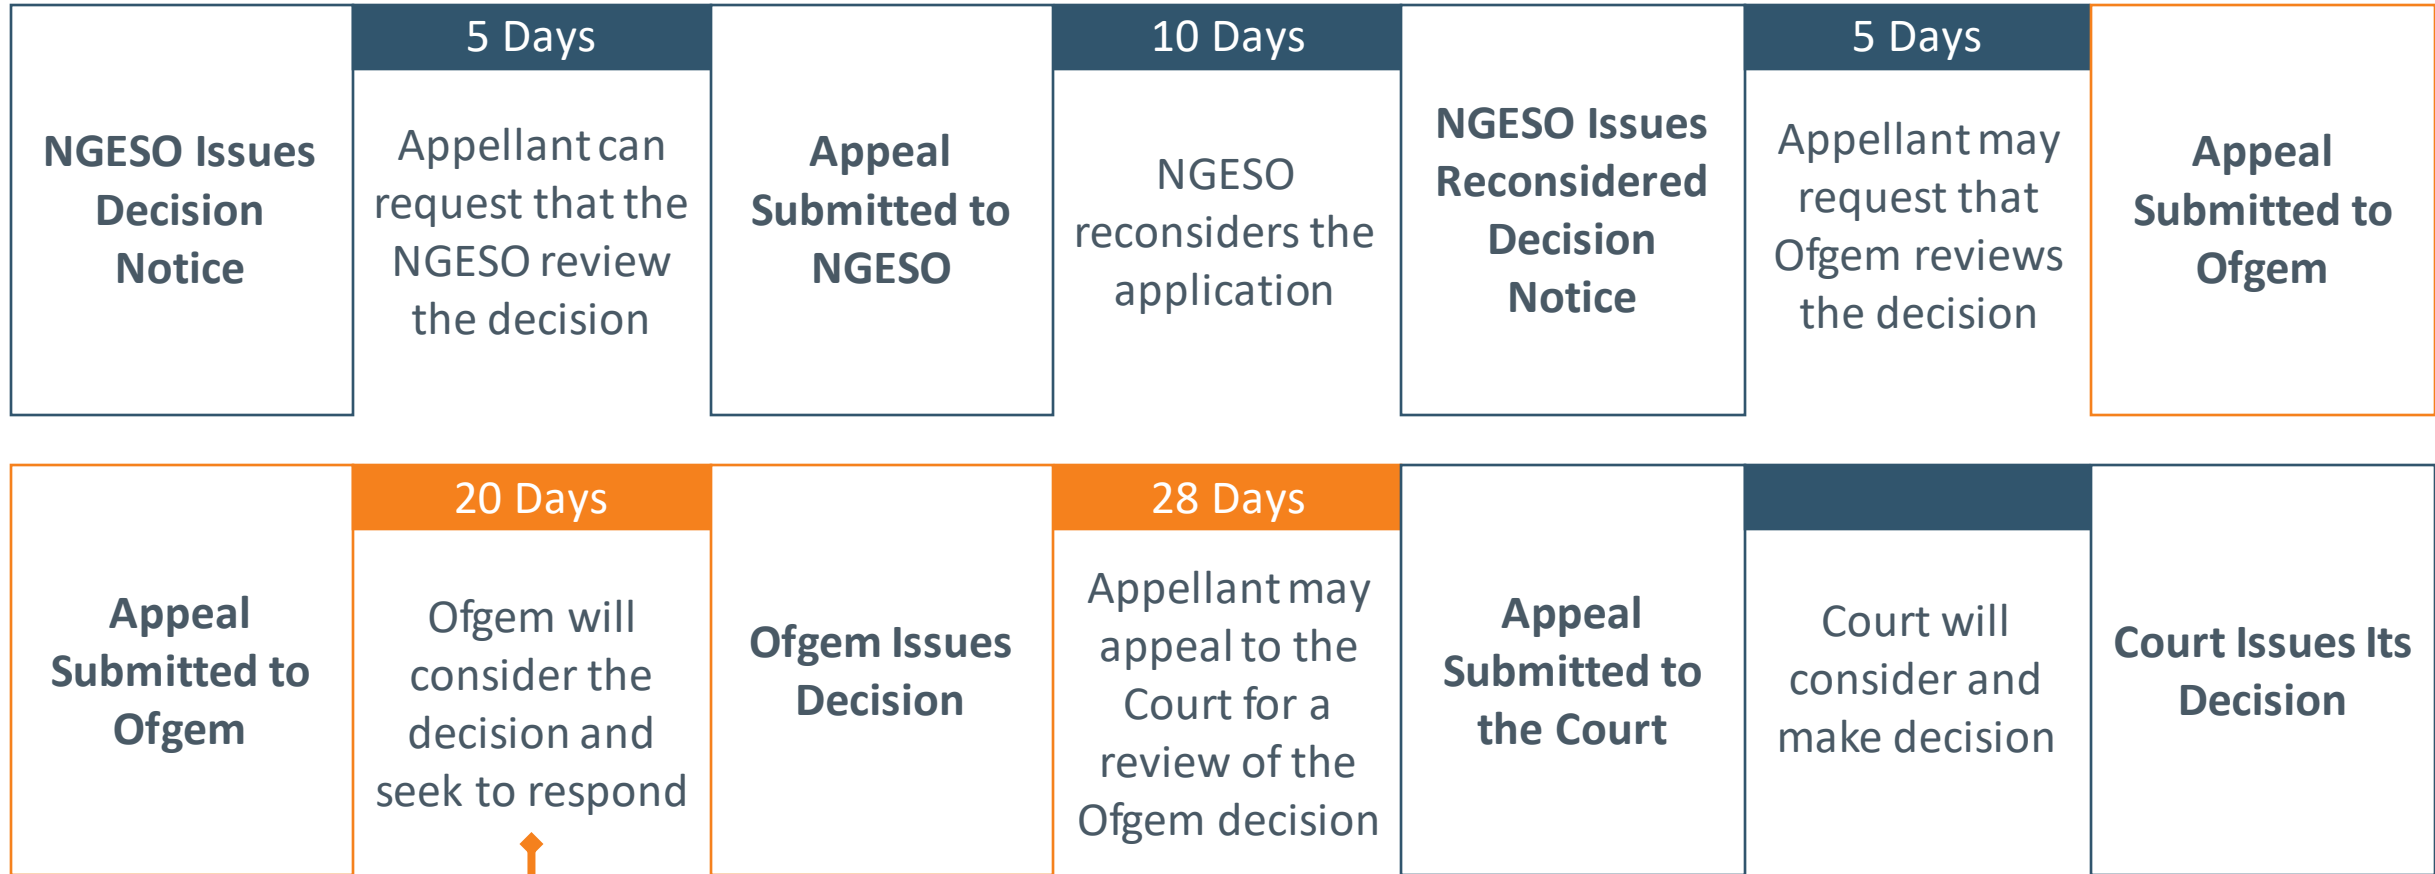 NGESO Issues
Decision
Notice
5 Days
Appellant can
request that the
NGESO review
the decision
Appeal
Submitted to
NGESO
10 Days
NGESO
reconsiders the
application
NGESO Issues
Reconsidered
Decision
Notice
5 Days
Appellant may
request that
Ofgem reviews
the decision
Appeal
Submitted to
Ofgem
Appeal
Submitted to
Ofgem
20 Days
Ofgem will
consider the
decision and
seek to respond
Ofgem Issues
Decision
28 Days
Appellant may
appeal to the
Court for a
review of the
Ofgem decision
Appeal
Submitted to
the Court
Court will
consider and
make decision
Court Issues Its
Decision